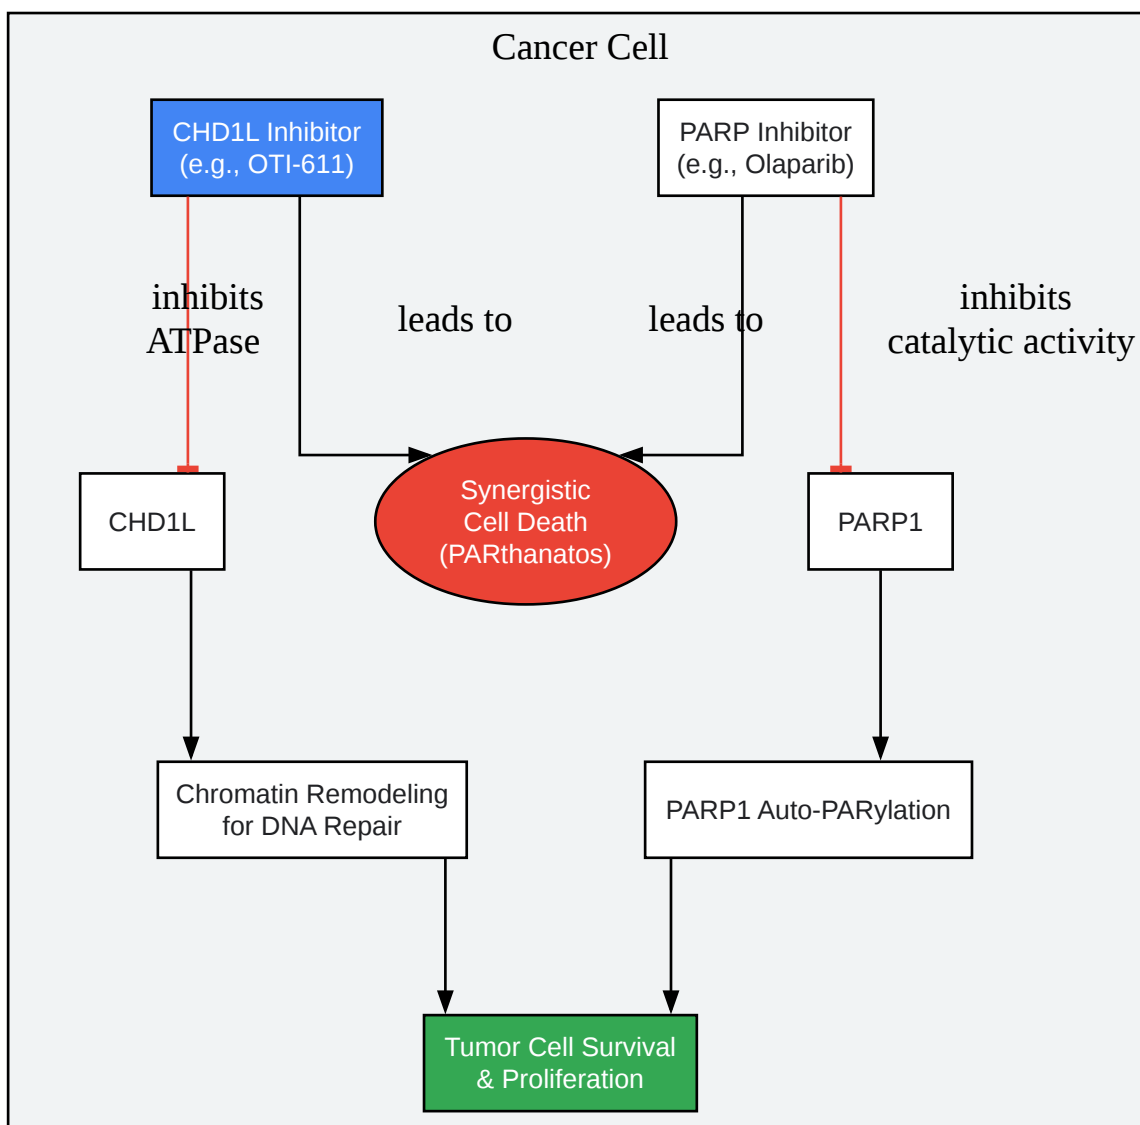 Cancer Cell
CHD1L Inhibitor
(e.g., OTI-611)
PARP Inhibitor
(e.g., Olaparib)
inhibits
ATPase
leads to
leads to
inhibits
catalytic activity
CHD1L
Synergistic
Cell Death
(PARthanatos)
PARP1
Chromatin Remodeling
for DNA Repair
PARP1 Auto-PARylation
Tumor Cell Survival
& Proliferation